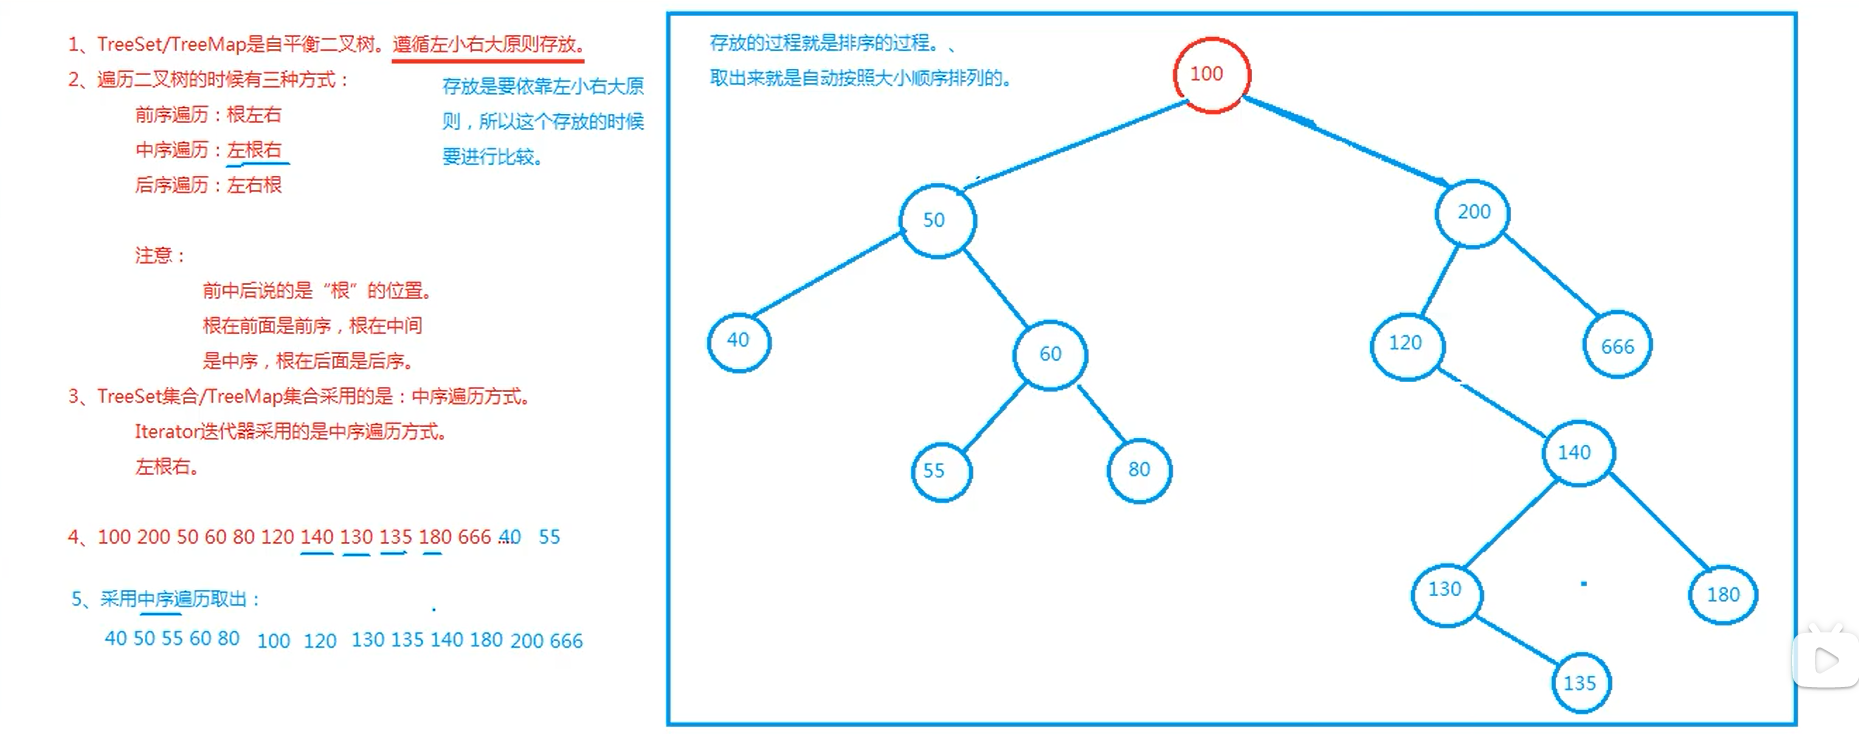 1、TreeSet/TreeMap是自平衡二叉树。遵循左小右大原则存放。
2、遍历二叉树的时候有三种方式：
前序遍历：根左右
中序遍历：左根右
后序遍历：左右根
存放是要依靠左小右大原
则，所以这个存放的时候
要进行比较。
注意：
前中后说的是“根”的位置。
根在前面是前序，根在中间
是中序，根在后面是后序。
3、TreeSet集合/TreeMap集合采用的是：中序遍历方式。
Iterator迭代器采用的是中序遍历方式。
左根右。
4、100 200 50 60 80 120 140 130 135 180 666 ... 40 55
5、采用中序遍历取出：
40 50 55 60 80 100 120 130 135 140 180 200 666
存放的过程就是排序的过程。、
取出来就是自动按照大小顺序排列的。
100
50
200
40
60
120
666
55
80
140
130
180
135